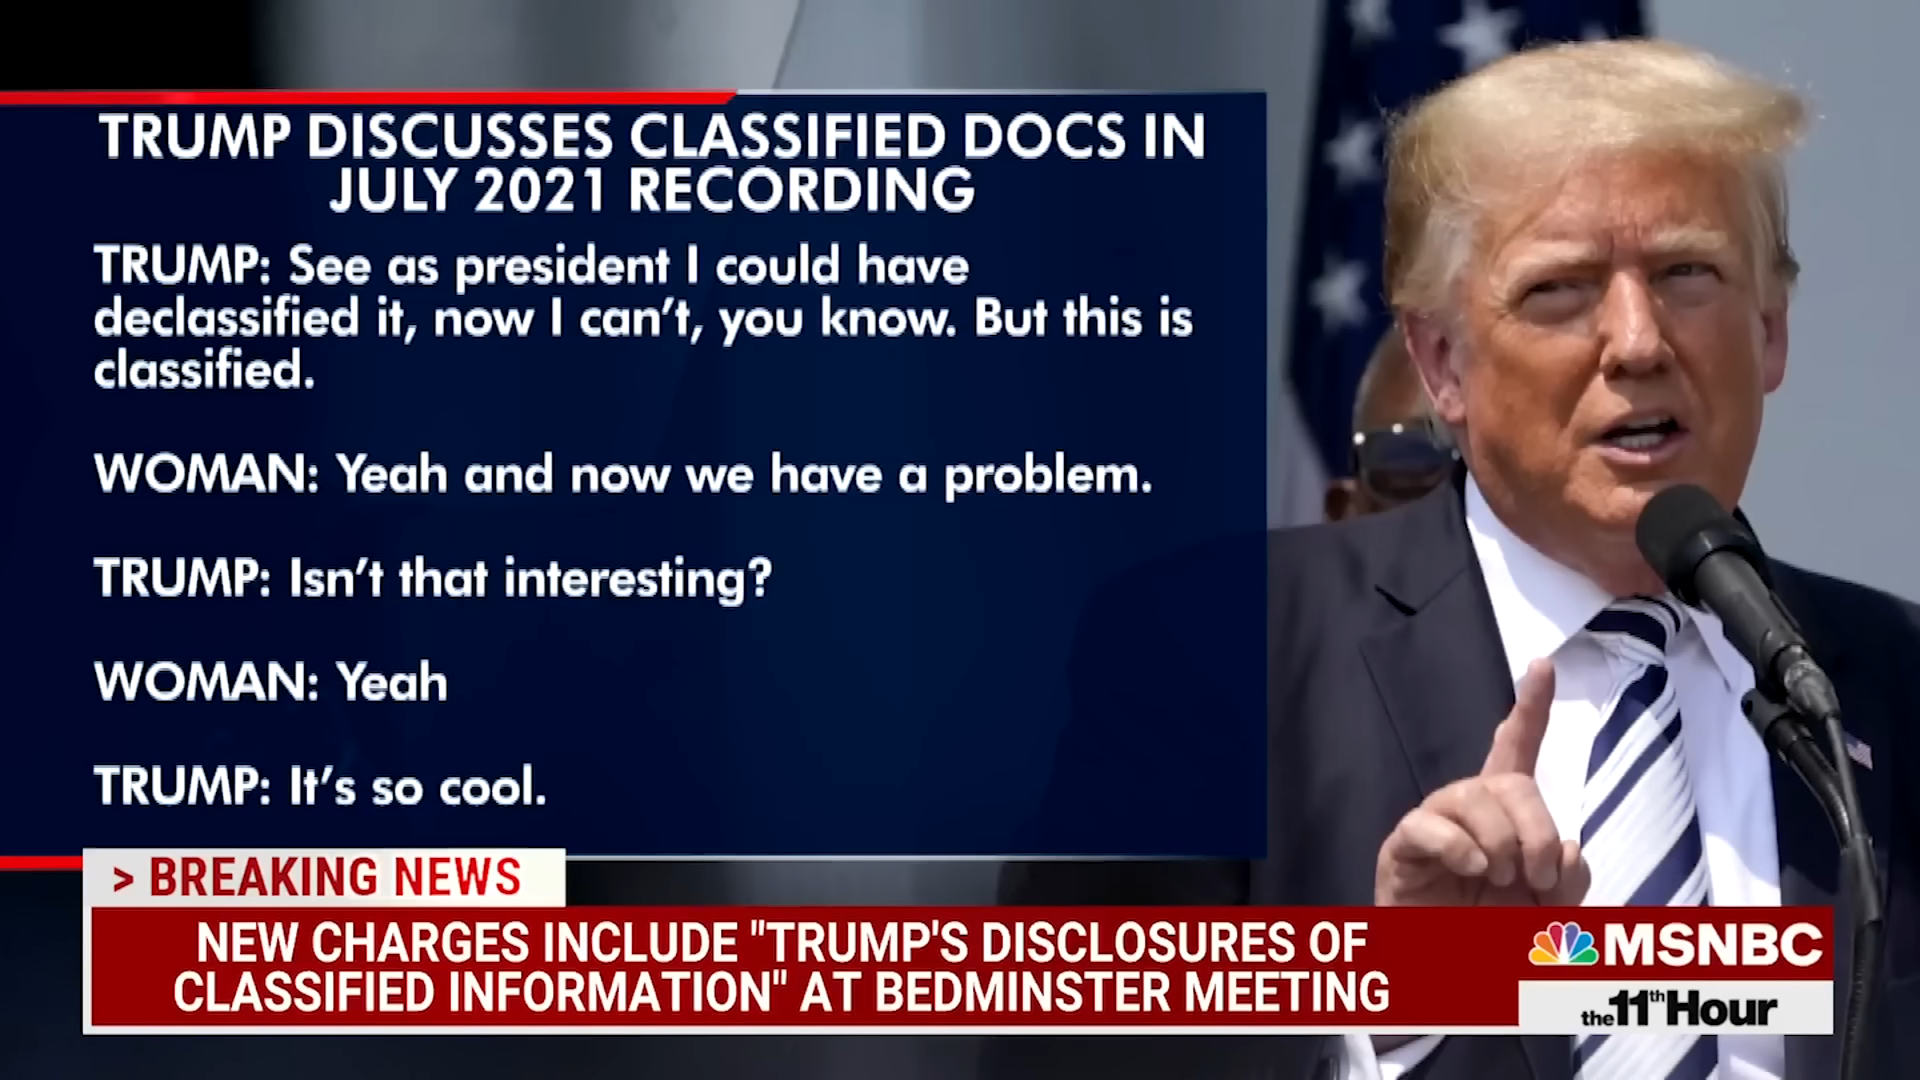 TRUMP DISCUSSES CLASSIFIED DOCS IN
JULY 2021 RECORDING
TRUMP: See as president I could have
declassified it, now I can't, you know. But this is
classified.
WOMAN: Yeah and now we have a problem.
TRUMP: Isn't that interesting?
WOMAN: Yeah
TRUMP: It's so cool.
> BREAKING NEWS
NEW CHARGES INCLUDE "TRUMP'S DISCLOSURES OF
CLASSIFIED INFORMATION" AT BEDMINSTER MEETING
MSNBC
the 11th Hour